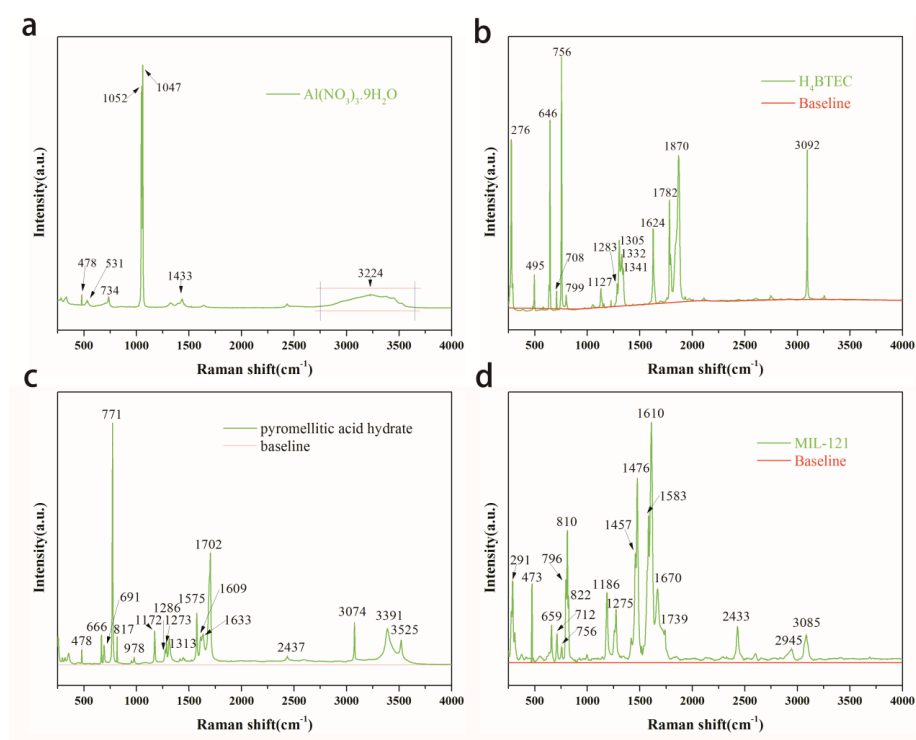 a
1047
1052
Al(NO3)3.9H2O
478
531
734
1433
3224
Intensity(a.u.)
500 1000 1500 2000 2500 3000 3500 4000
Raman shift(cm-1)
b
756
H4BTEC
Baseline
646
276
1870
3092
1782
1624
1283
1305
1332
1341
708
495
799
1127
Intensity(a.u.)
500 1000 1500 2000 2500 3000 3500 4000
Raman shift(cm-1)
c
771
pyromellitic acid hydrate
baseline
1702
1609
1575
691
1286
1273
1172
666
817
1633
3074
3391
3525
478
978
1313
2437
Intensity(a.u.)
500 1000 1500 2000 2500 3000 3500 4000
Raman shift(cm-1)
d
1610
MIL-121
Baseline
1476
1583
1457
810
796
291
473
822
1186
1275
1670
659
712
756
1739
2433
2945
3085
Intensity(a.u.)
500 1000 1500 2000 2500 3000 3500 4000
Raman shift(cm-1)